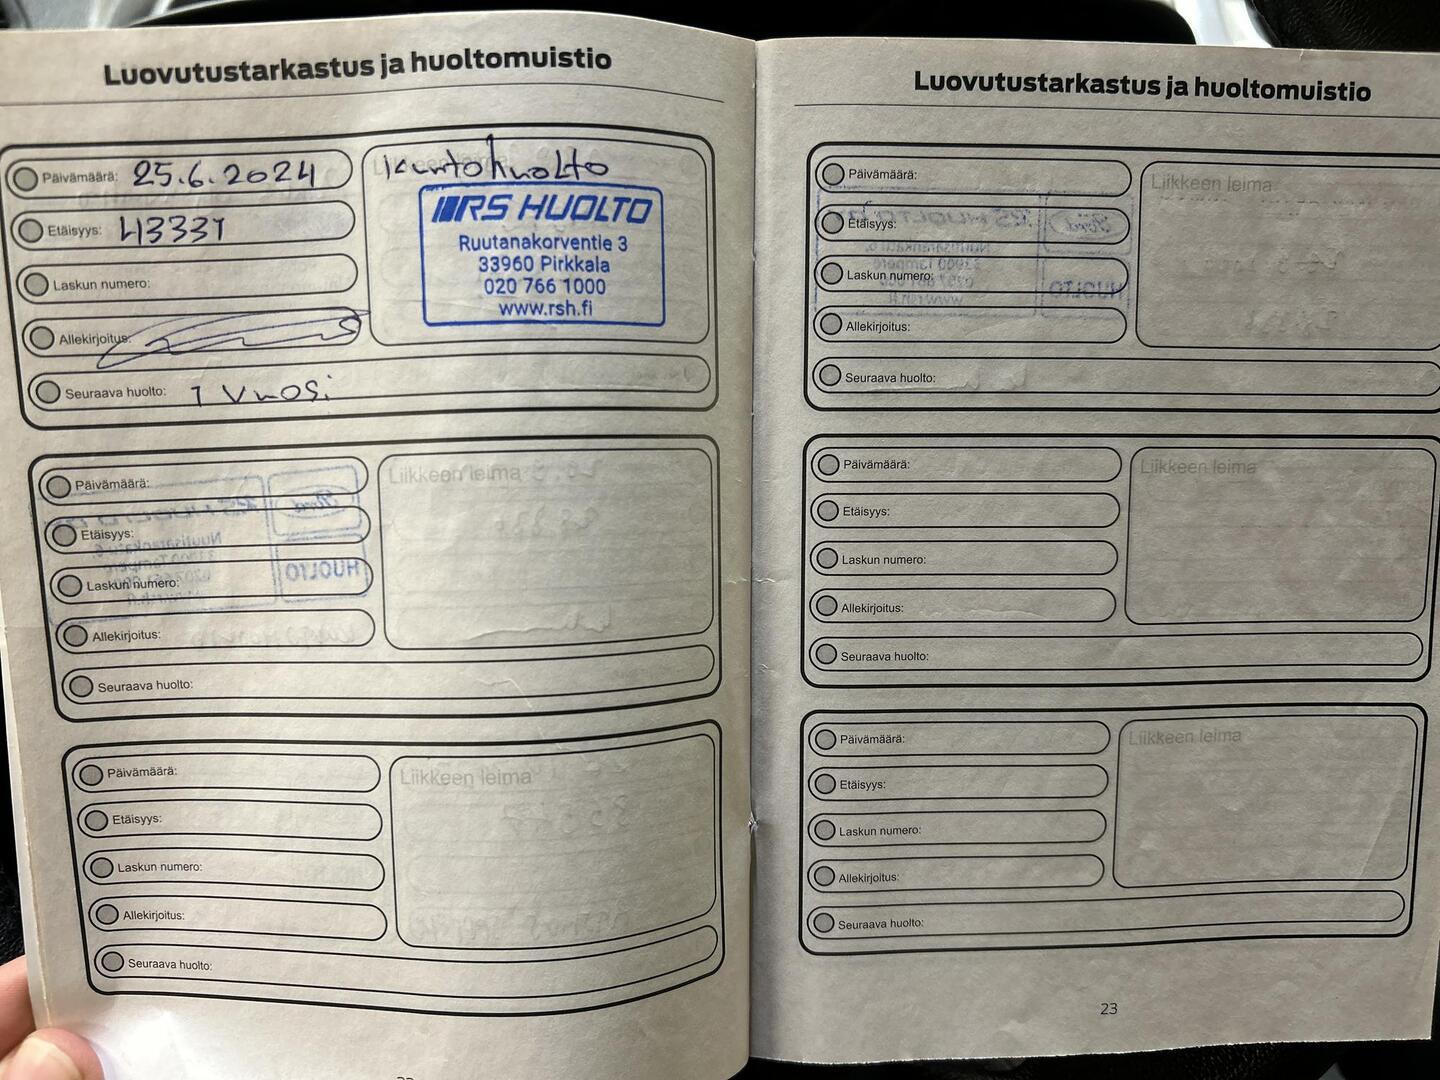 Luovutustarkastus ja huoltomuistio
Päivämäärä: 25.6.2024
Etäisyys: 43331
Laskun numero:
Allekirjoitus:
Seuraava huolto: 1 vuosi
Kuntohuolto
RS HUOLTO
Ruutanakorventie 3
33960 Pirkkala
020 766 1000
www.rsh.fi
Päivämäärä:
Etäisyys:
Laskun numero:
Allekirjoitus:
Seuraava huolto:
Liikkeen leima
Päivämäärä:
Etäisyys:
Laskun numero:
Allekirjoitus:
Seuraava huolto:
Liikkeen leima
Luovutustarkastus ja huoltomuistio
Päivämäärä:
Etäisyys:
Laskun numero:
Allekirjoitus:
Seuraava huolto:
Liikkeen leima
Päivämäärä:
Etäisyys:
Laskun numero:
Allekirjoitus:
Seuraava huolto:
Liikkeen leima
Päivämäärä:
Etäisyys:
Laskun numero:
Allekirjoitus:
Seuraava huolto:
Liikkeen leima
23